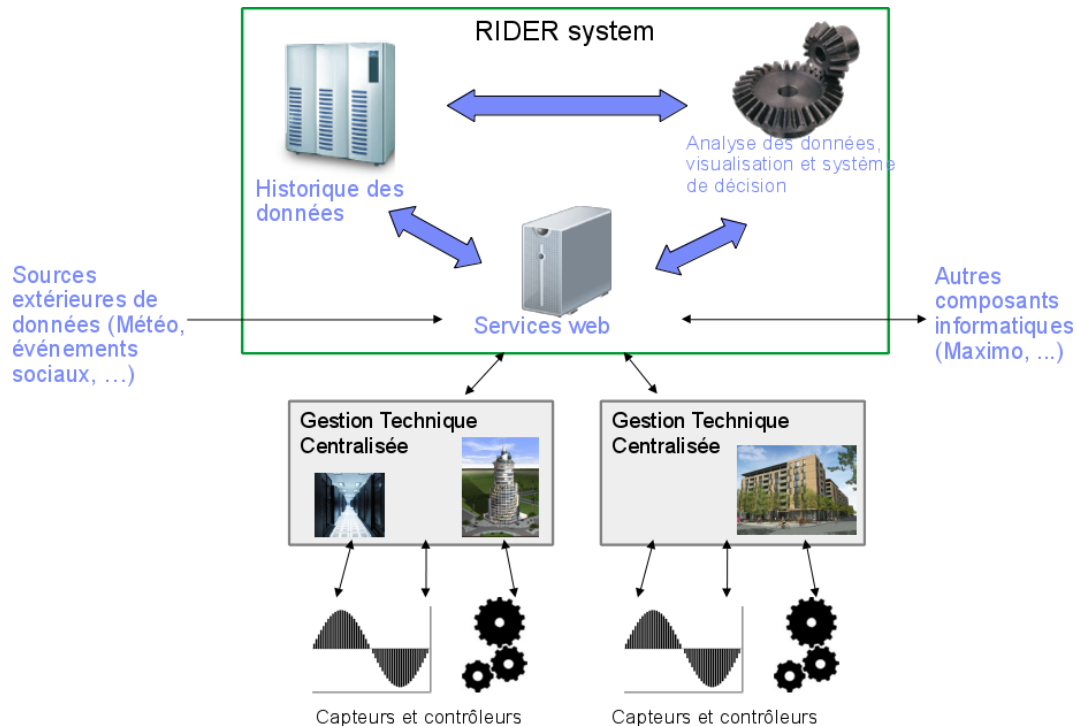 RIDER system
Analyse des données,
visualisation et système
de décision
Historique des
données
Services web
Sources
extérieures de
données (Météo,
événements
sociaux, ...)
Autres
composants
informatiques
(Maximo, ...)
Gestion Technique
Centralisée
Gestion Technique
Centralisée
Capteurs et contrôleurs
Capteurs et contrôleurs